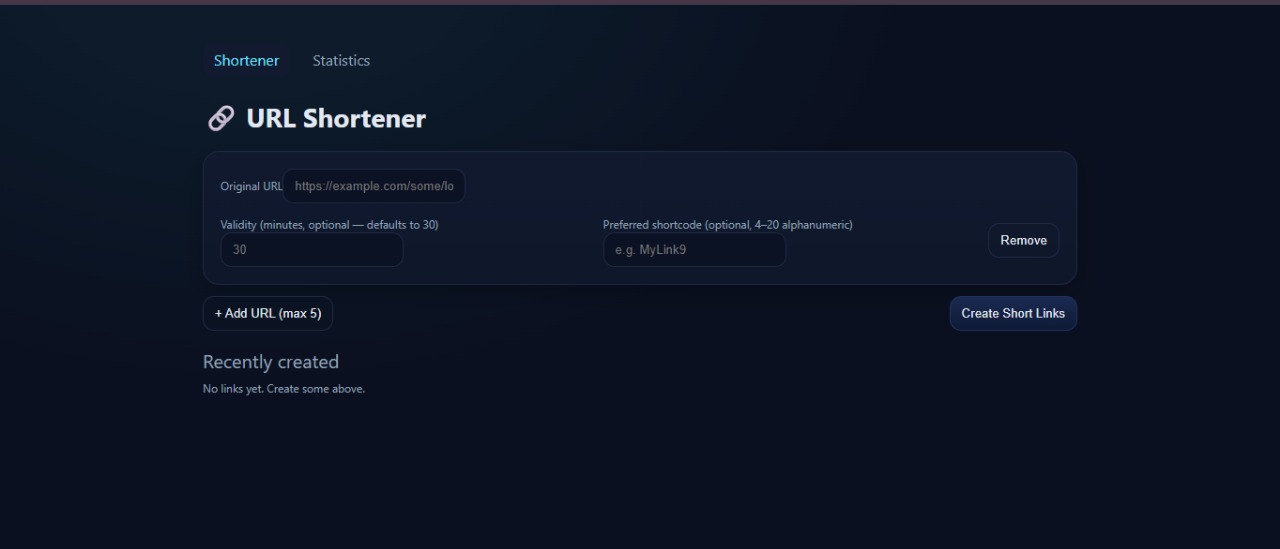 Shortener Statistics
🔗 URL Shortener
Original URL https://example.com/some/lo
Validity (minutes, optional — defaults to 30) Preferred shortcode (optional, 4–20 alphanumeric)
30 e.g. MyLink9 Remove
+ Add URL (max 5) Create Short Links
Recently created
No links yet. Create some above.